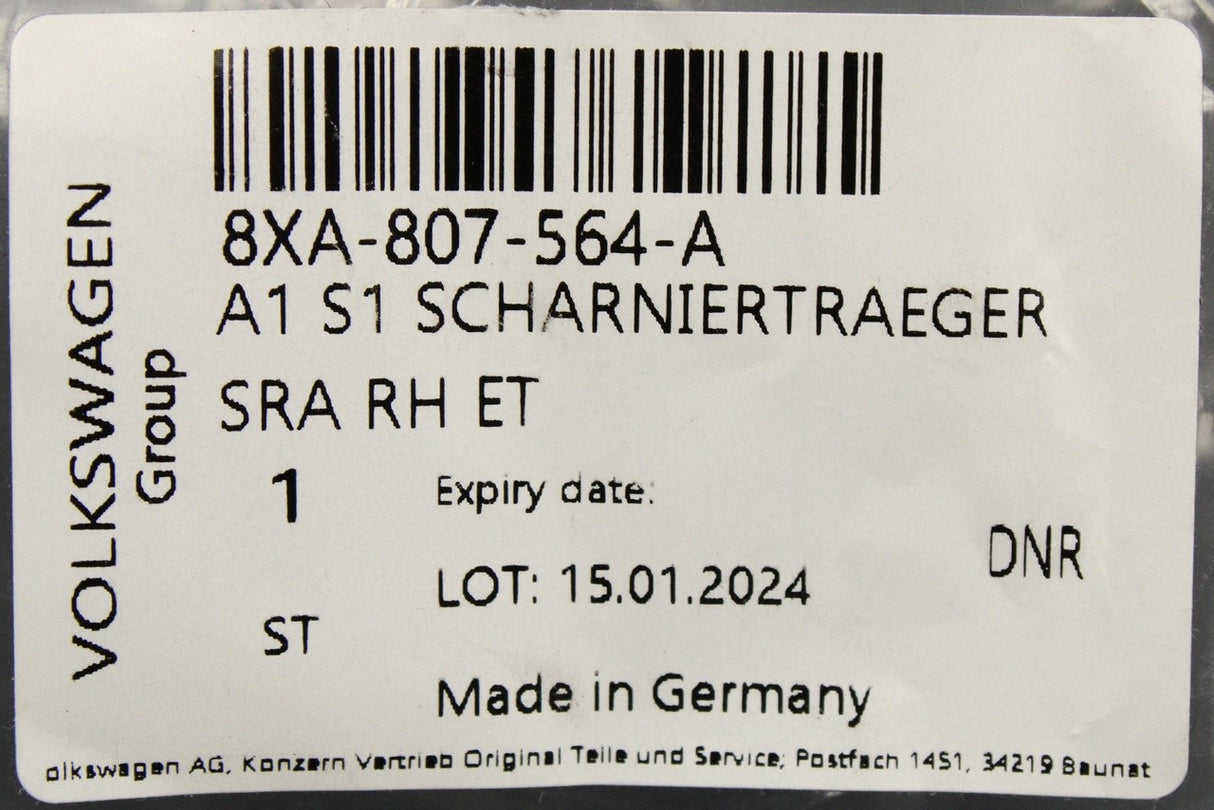 VOLKSWAGEN
Group
8XA-807-564-A
A1 S1 SCHARNIERTRAEGER
SRA RH ET
1
Expiry date:
DNR
LOT: 15.01.2024
ST
Made in Germany
olkswagen AG, Konzern Vertrieb Original Teile und Service; Postfach 1451, 34219 Baunat